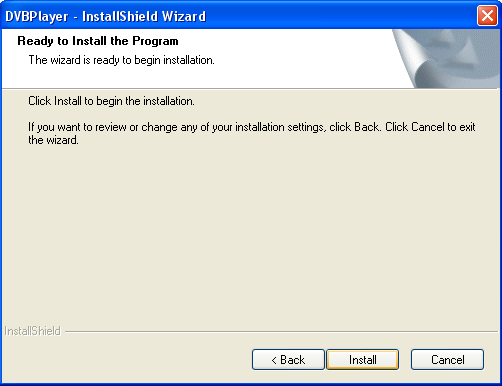 DVBPlayer - InstallShield Wizard
Ready to Install the Program
The wizard is ready to begin installation.
Click Install to begin the installation.
If you want to review or change any of your installation settings, click Back. Click Cancel to exit
the wizard.
InstallShield
< Back
Install
Cancel